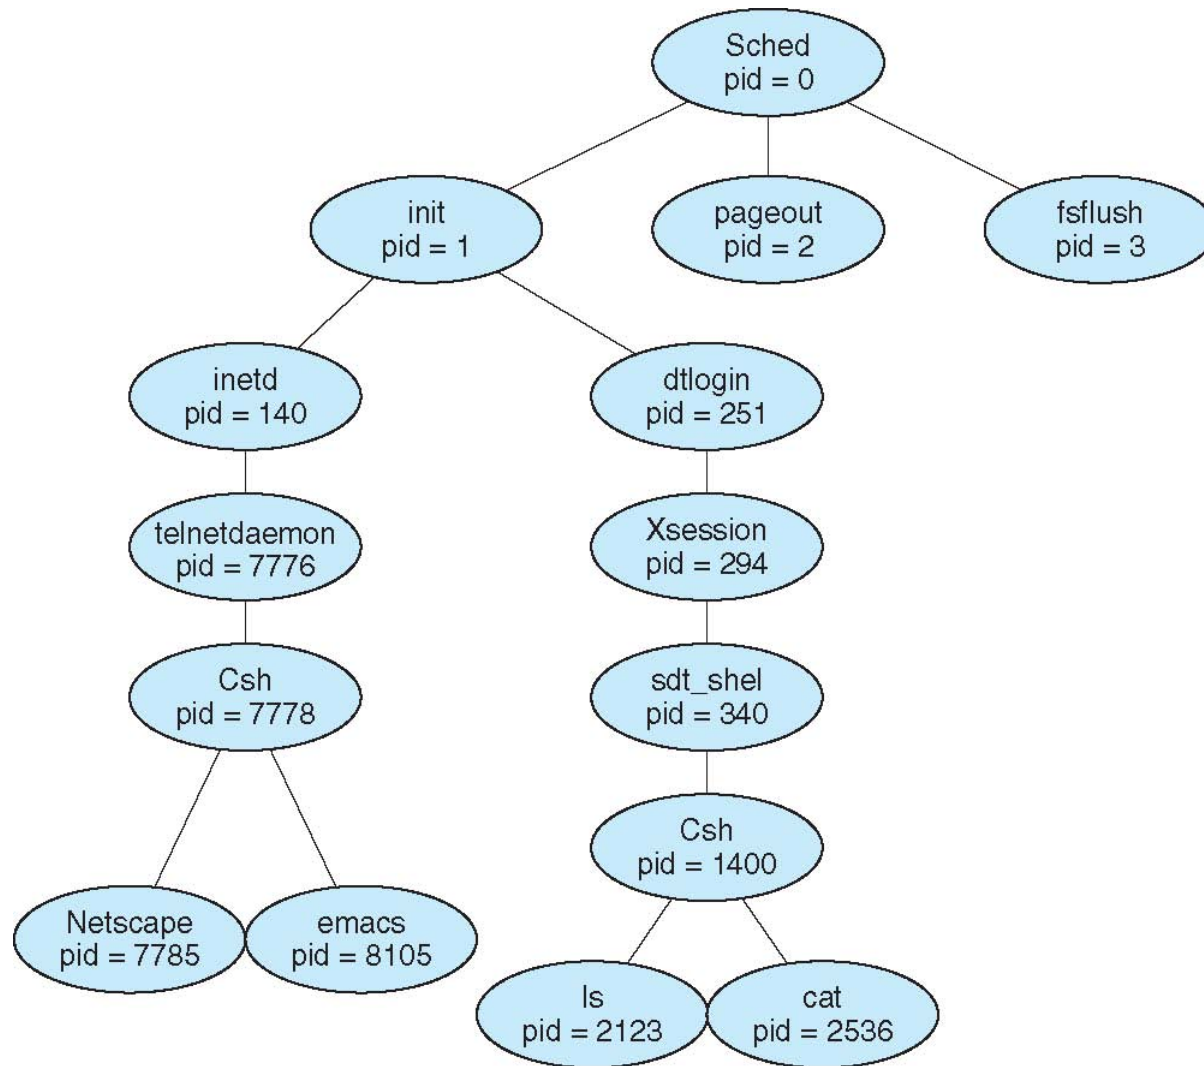 Sched
pid = 0
init
pid = 1
pageout
pid = 2
fsflush
pid = 3
inetd
pid = 140
dtlogin
pid = 251
telnetdaemon
pid = 7776
Xsession
pid = 294
Csh
pid = 7778
sdt_shel
pid = 340
Csh
pid = 1400
Netscape
pid = 7785
emacs
pid = 8105
ls
pid = 2123
cat
pid = 2536